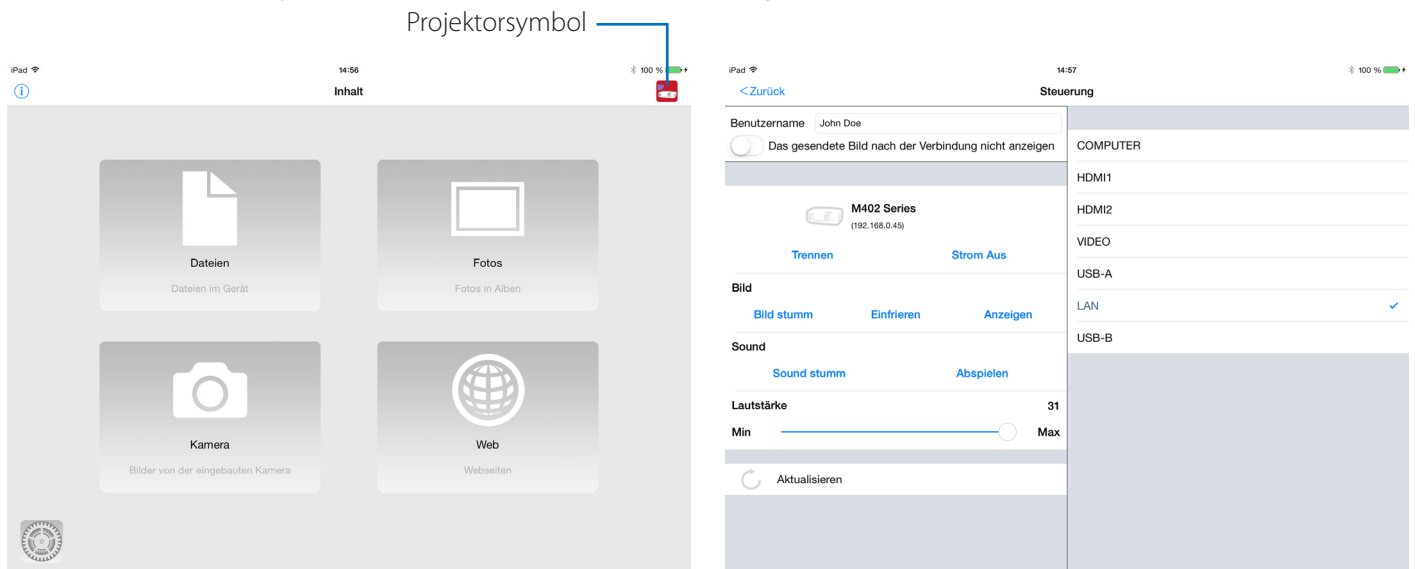 Projektorsymbol
iPad 14:56 100 %
Inhalt
Dateien
Dateien im Gerät
Fotos
Fotos in Alben
Kamera
Bilder von der eingebauten Kamera
Web
Webseiten
iPad 14:57 100 %
<Zurück Steuerung
Benutzername John Doe
Das gesendete Bild nach der Verbindung nicht anzeigen
M402 Series
(192.168.0.45)
Trennen Strom Aus
Bild
Bild stumm Einfrieren Anzeigen
Sound
Sound stumm Abspielen
Lautstärke 31
Min Max
Aktualisieren
COMPUTER
HDMI1
HDMI2
VIDEO
USB-A
LAN
USB-B